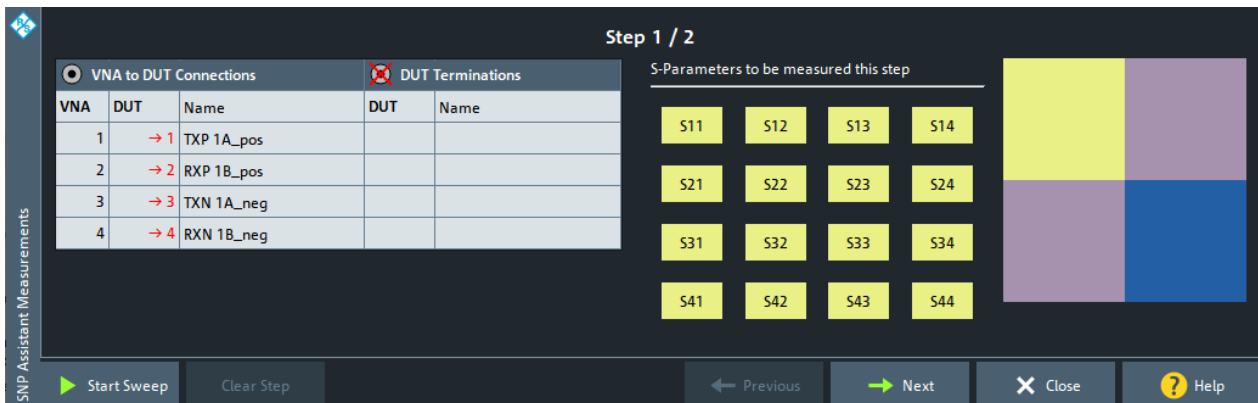 Step 1 / 2
VNA to DUT Connections DUT Terminations
VNA DUT Name DUT Name
1 → 1 TXP 1A_pos
2 → 2 RXP 1B_pos
3 → 3 TXN 1A_neg
4 → 4 RXN 1B_neg
S-Parameters to be measured this step
S11 S12 S13 S14
S21 S22 S23 S24
S31 S32 S33 S34
S41 S42 S43 S44
SNP Assistant Measurements
Start Sweep Clear Step Previous Next Close ? Help
R&S